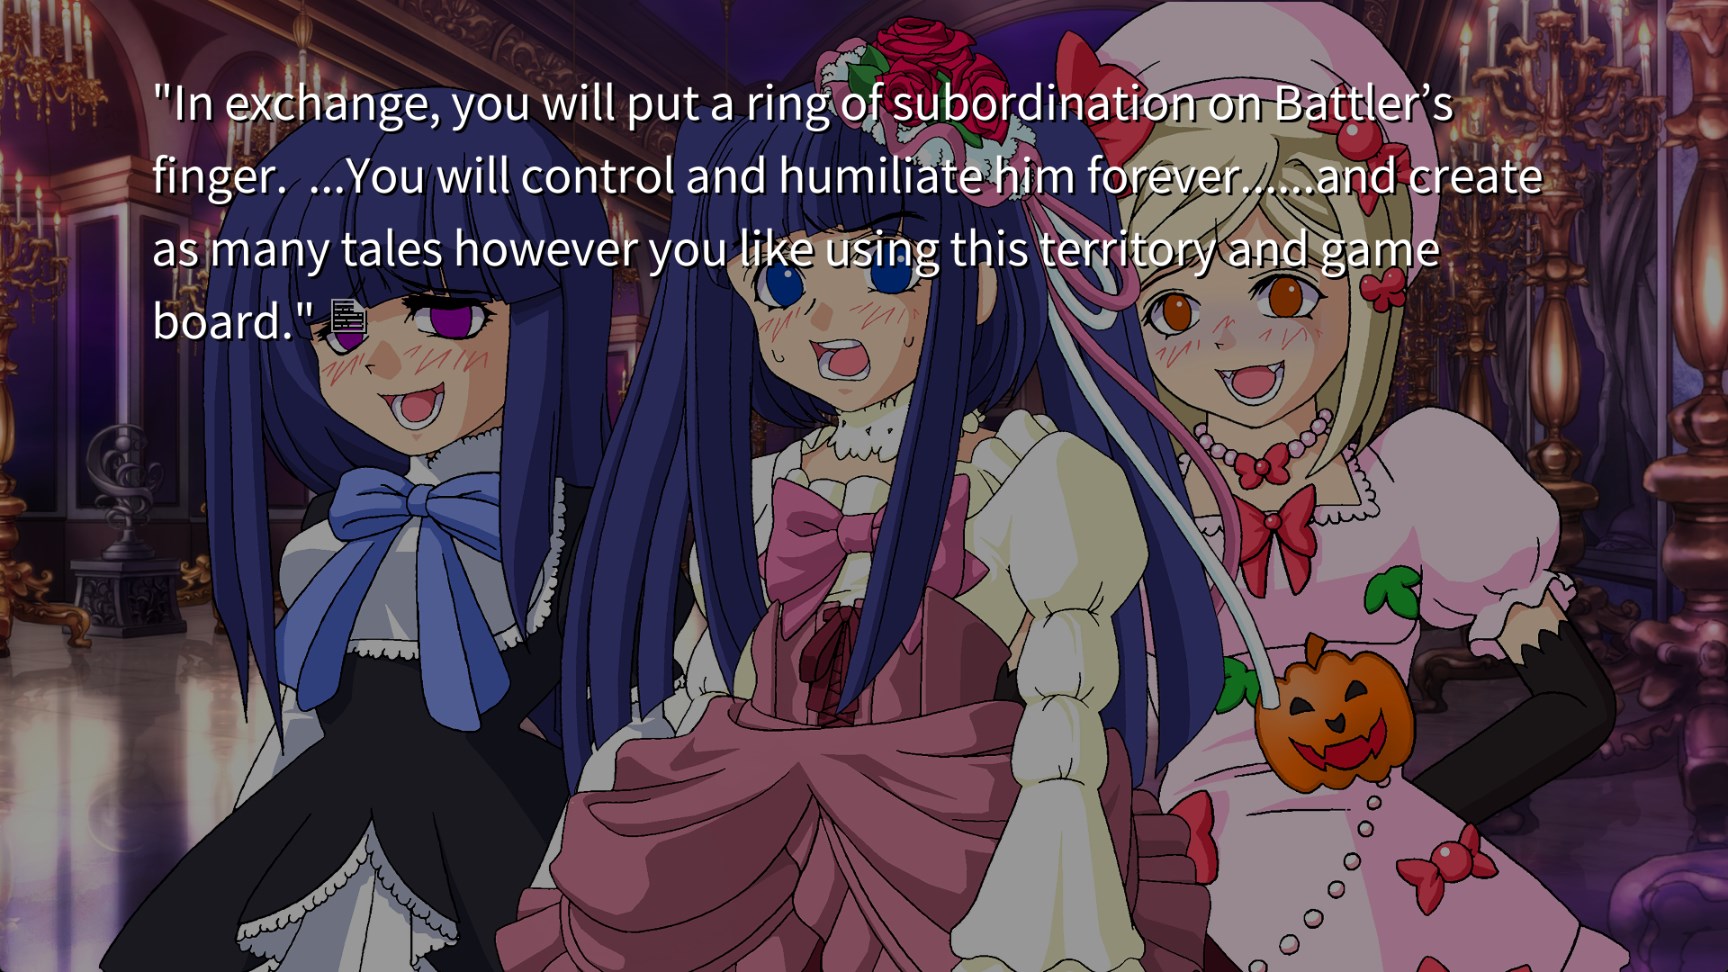 "In exchange, you will put a ring of subordination on Battler’s
finger.  ...You will control and humiliate him forever......and create
as many tales however you like using this territory and game
board."